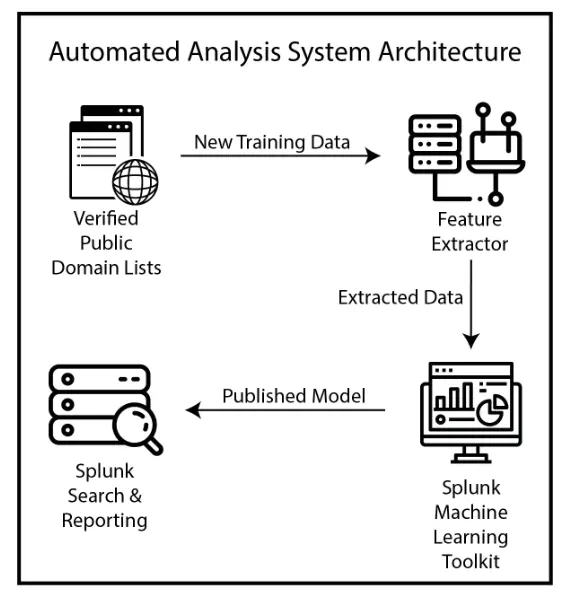 Automated Analysis System Architecture
New Training Data
Verified
Public
Domain Lists
Feature
Extractor
Extracted Data
Published Model
Splunk
Search &
Reporting
Splunk
Machine
Learning
Toolkit